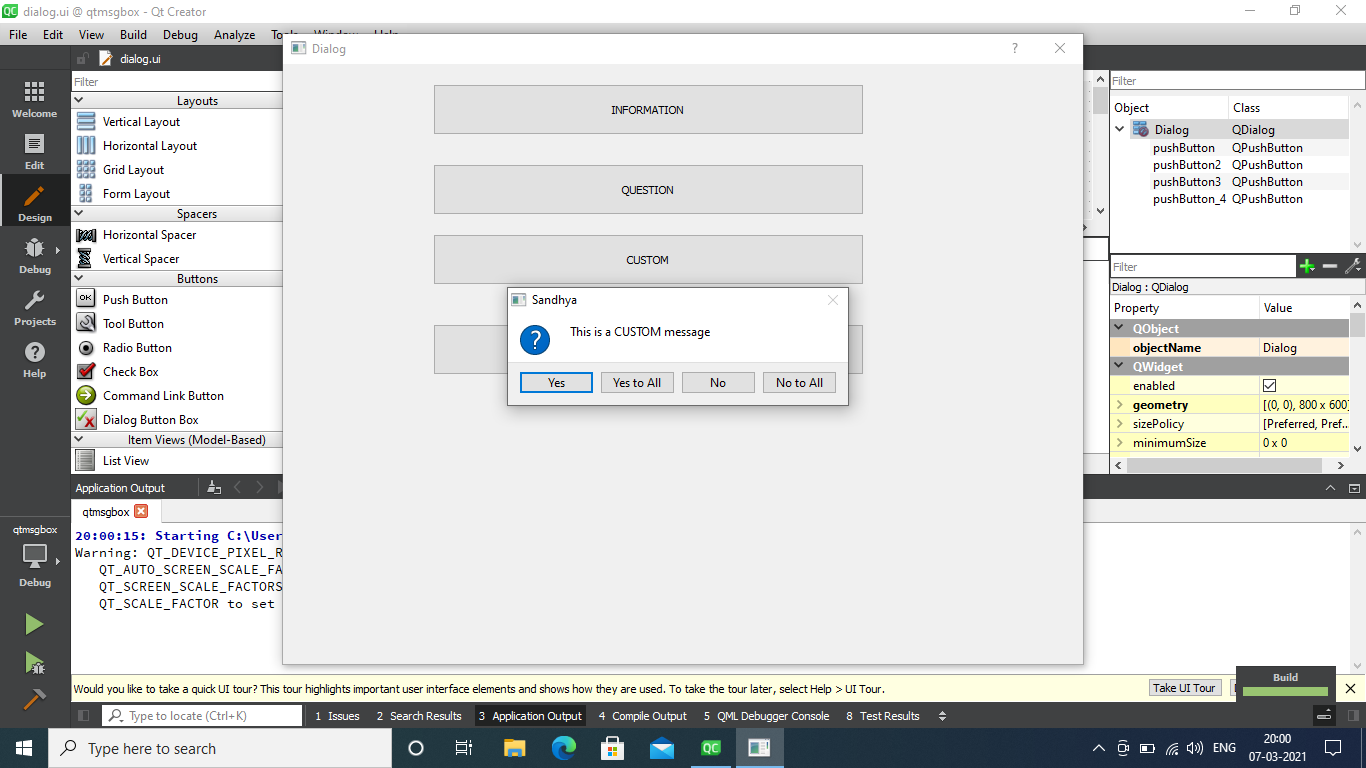 dialog.ui @ qtmsgbox - Qt Creator
File Edit View Build Debug Analyze
Dialog ?
dialog.ui
Filter
Layouts
Vertical Layout
Horizontal Layout
Grid Layout
Form Layout
Spacers
Horizontal Spacer
Vertical Spacer
Buttons
Push Button
OK
Tool Button
Radio Button
Check Box
Command Link Button
Dialog Button Box
Item Views (Model-Based)
List View
Welcome
Edit
Design
Debug
Projects
Help
qtmsgbox
Debug
INFORMATION
QUESTION
CUSTOM
Sandhya
? This is a CUSTOM message
Yes Yes to All No No to All
Filter
Object Class
Dialog QDialog
pushButton QPushButton
pushButton2 QPushButton
pushButton3 QPushButton
pushButton_4 QPushButton
Filter
Dialog : QDialog
Property Value
QObject
objectName Dialog
QWidget
enabled
geometry [(0, 0), 800 x 600]
sizePolicy [Preferred, Pref...
minimumSize 0 x 0
Application Output
qtmsgbox
20:00:15: Starting C:\User
Warning: QT_DEVICE_PIXEL_R
QT_AUTO_SCREEN_SCALE_FA
QT_SCREEN_SCALE_FACTORS
QT_SCALE_FACTOR to set
Would you like to take a quick UI tour? This tour highlights important user interface elements and shows how they are used. To take the tour later, select Help > UI Tour. Take UI Tour
Build
Type to locate (Ctrl+K) 1 Issues 2 Search Results 3 Application Output 4 Compile Output 5 QML Debugger Console 8 Test Results
Type here to search
QC
ENG
20:00
07-03-2021